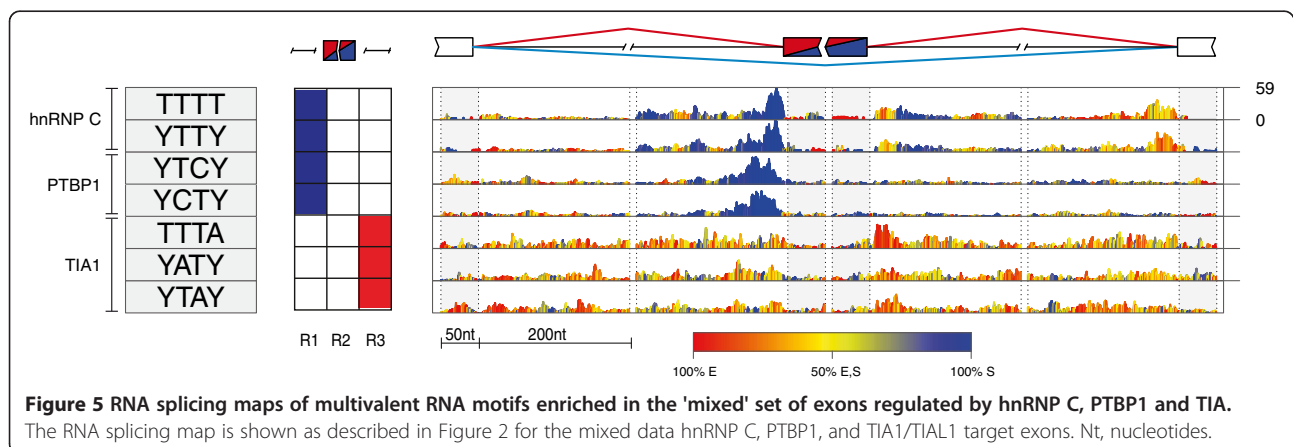 59
0
hnRNP C
TTTT
YTTY
PTBP1
YTCY
YCTY
TIA1
TTTA
YATY
YTAY
R1 R2 R3
50nt 200nt
100% E 50% E,S 100% S
Figure 5 RNA splicing maps of multivalent RNA motifs enriched in the 'mixed' set of exons regulated by hnRNP C, PTBP1 and TIA.
The RNA splicing map is shown as described in Figure 2 for the mixed data hnRNP C, PTBP1, and TIA1/TIAL1 target exons. Nt, nucleotides.